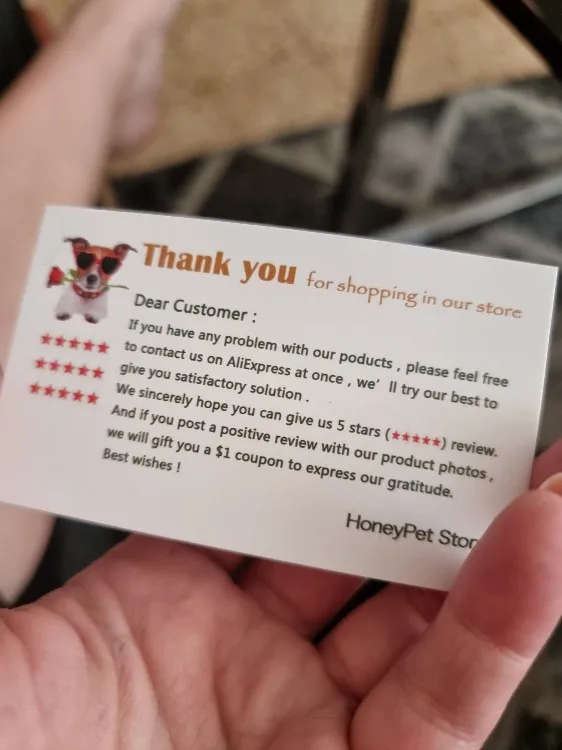 Thank you for shopping in our store
Dear Customer :
If you have any problem with our poducts , please feel free
to contact us on AliExpress at once , we' ll try our best to
give you satisfactory solution .
We sincerely hope you can give us 5 stars (★★★★★) review.
And if you post a positive review with our product photos ,
we will gift you a $1 coupon to express our gratitude.
Best wishes !
HoneyPet Stor